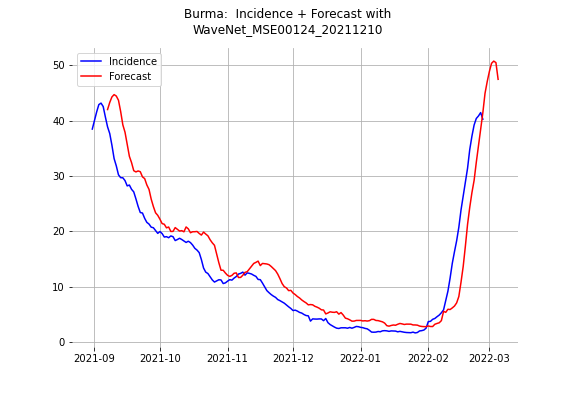 Burma:  Incidence + Forecast with
WaveNet_MSE00124_20211210
Incidence
Forecast
50
40
30
20
10
0
2021-09 2021-10 2021-11 2021-12 2022-01 2022-02 2022-03